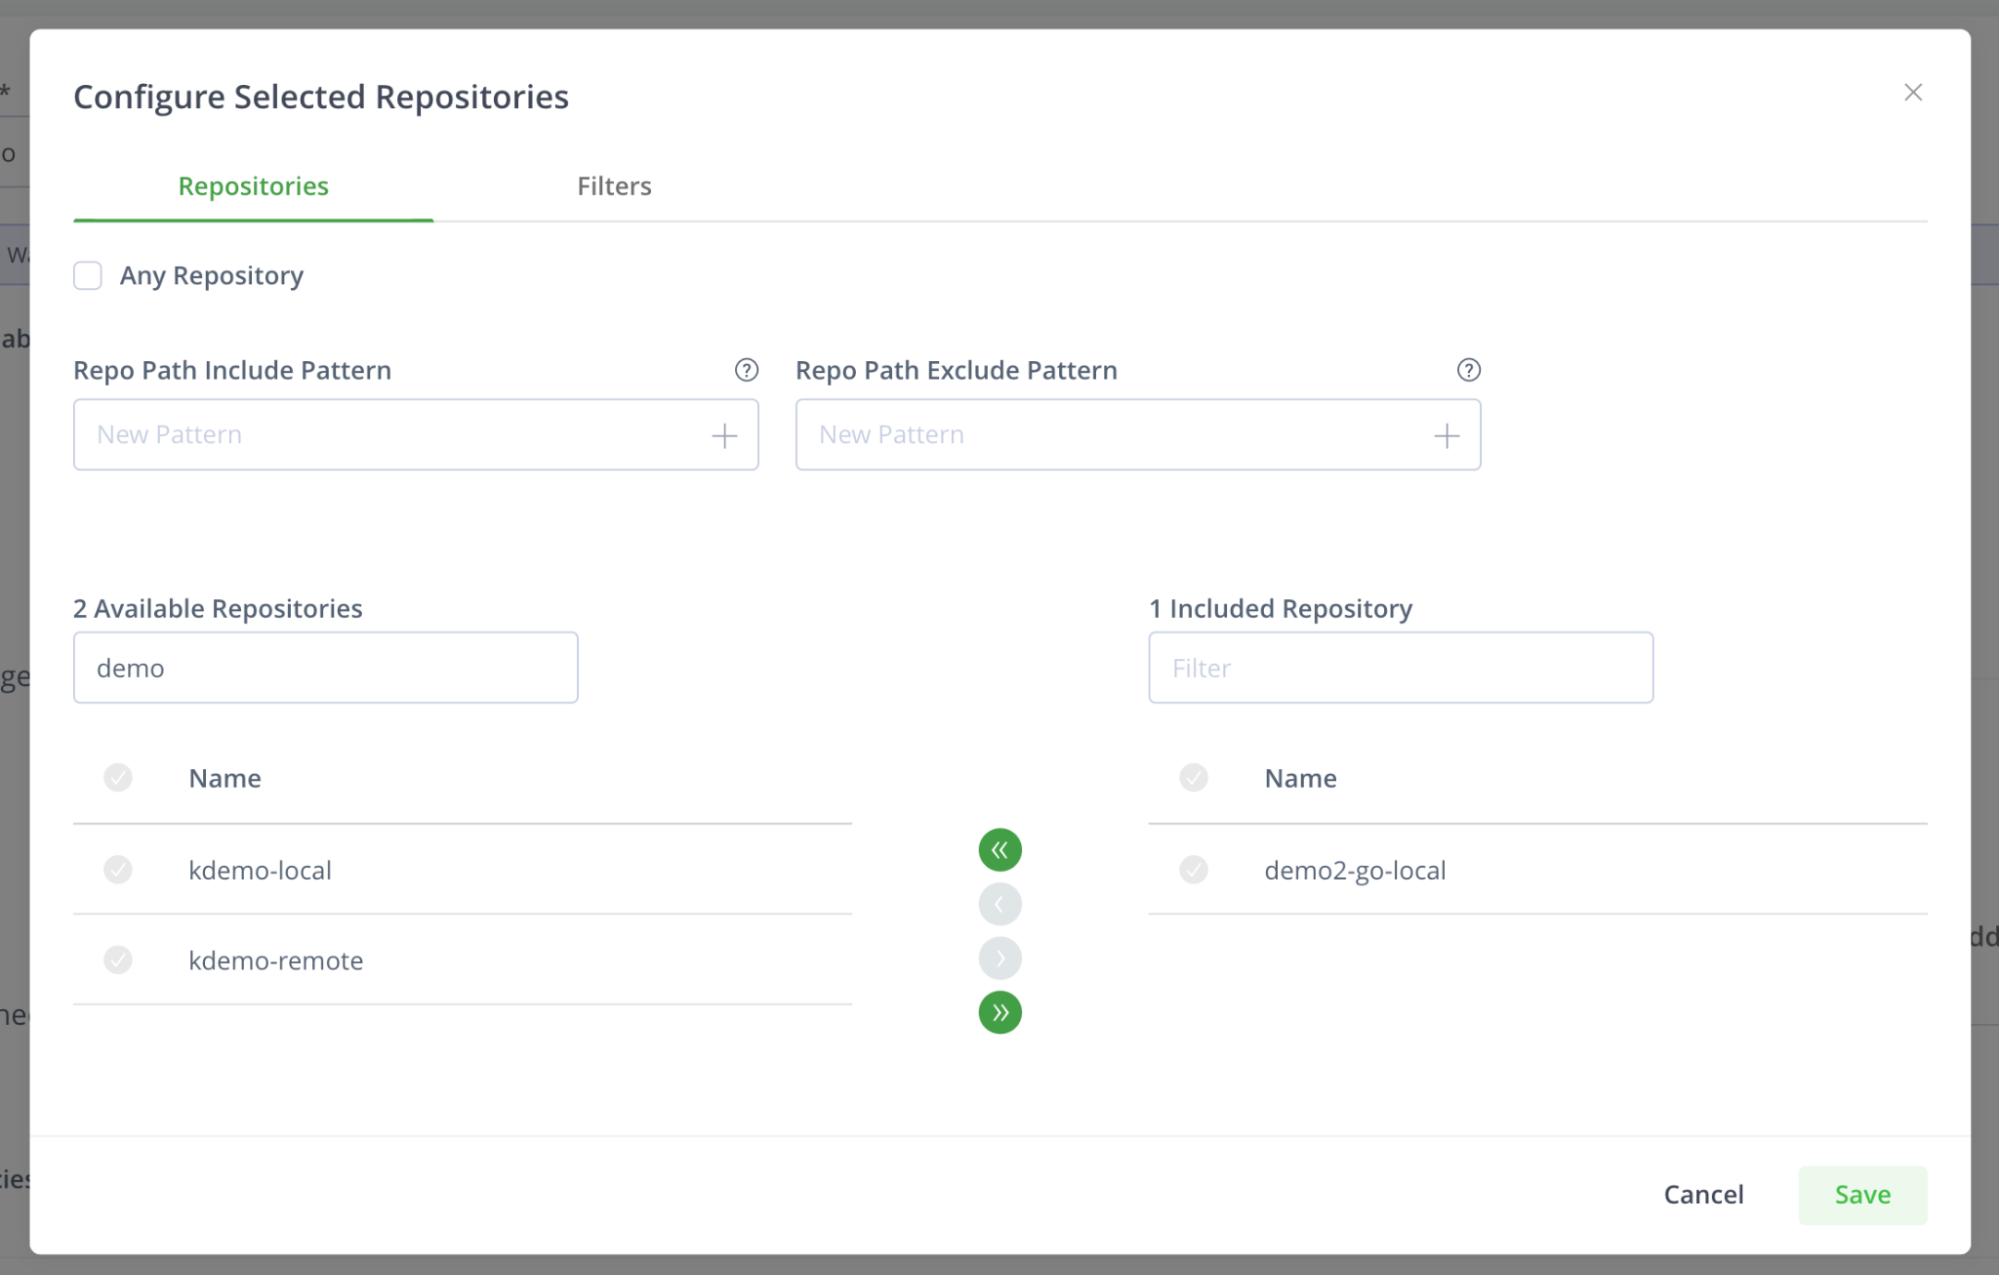 Configure Selected Repositories
Repositories
Filters
Any Repository
Repo Path Include Pattern
Repo Path Exclude Pattern
New Pattern
New Pattern
2 Available Repositories
1 Included Repository
demo
Filter
Name
Name
kdemo-local
demo2-go-local
kdemo-remote
Cancel
Save